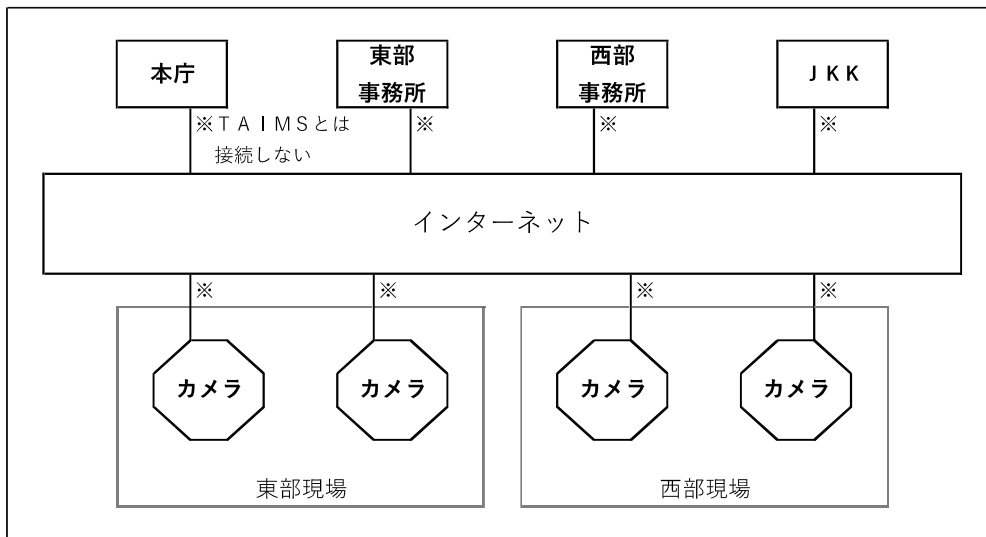 本庁
東部
事務所
西部
事務所
ＪＫＫ
※ＴＡＩＭＳとは
接続しない
※
※
※
インターネット
※
※
※
※
カメラ
カメラ
カメラ
カメラ
東部現場
西部現場